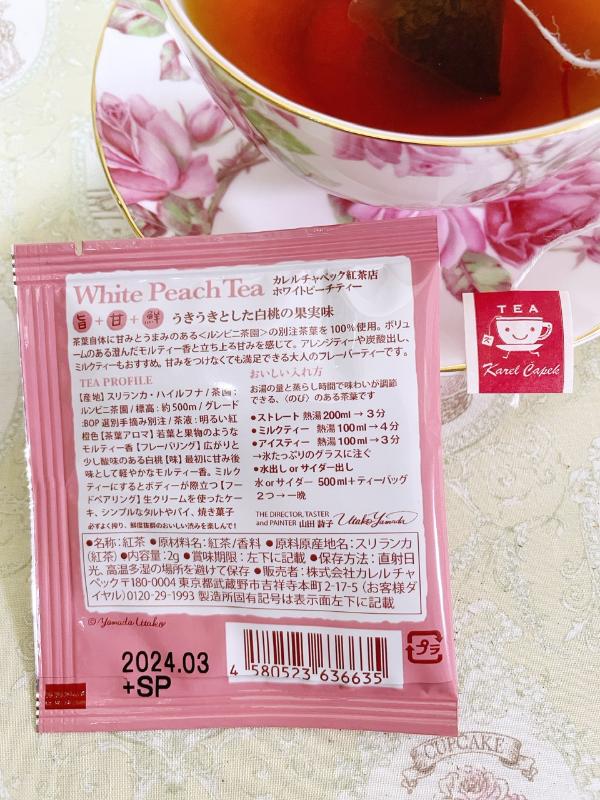 White Peach Tea カレルチャペック紅茶店
ホワイトピーチティー
旨+甘+鮮 うきうきとした白桃の果実味
茶葉自体に甘みとうまみのある<ルンビニ茶園>の別注茶葉を100%使用。ボリュ
ームのある澄んだモルティー香と立ち上る甘みを感じて。アレンジティーや炭酸出し、
ミルクティーもおすすめ。甘みをつけなくても満足できる大人のフレーバーティーです。
TEA PROFILE
【産地】スリランカ・ハイルフナ/茶園:
ルンビニ茶園/標高:約500m/グレード
:BOP 選別手摘み別注/茶液:明るい紅
橙色【茶葉アロマ】若葉と果物のような
モルティー香【フレーバリング】広がりと
少し酸味のある白桃【味】最初に甘み後
味として軽やかなモルティー香。ミルク
ティーにするとボディーが際立つ【フー
ドペアリング】生クリームを使ったケー
キ、シンプルなタルトやパイ、焼き菓子
必すよく搾り、鮮度抜群のおいしい渋みを楽しんで!
おいしい入れ方
お湯の量と蒸らし時間で味わいが調節
できる、〈のび〉のある茶葉です
●ストレート 熱湯200ml→3分
●ミルクティー 熱湯100ml→4分
●アイスティー 熱湯100ml→3分
→氷たっぷりのグラスに注ぐ
●水出し or サイダー出し
水 or サイダー 500ml+ティーバッグ
2つ→一晩
THE DIRECTOR, TASTER
and PAINTER 山田詩子 Utako Yamada
●名称:紅茶 ●原材料名:紅茶/香料 ●原料原産地名:スリランカ
(紅茶) ●内容量:2g ●賞味期限:左下に記載 ●保存方法:直射日
光、高温多湿の場所を避けて保存 ●販売者:株式会社カレルチャ
ペック〒180-0004 東京都武蔵野市吉祥寺本町2-17-5 (お客様ダ
イヤル)0120-29-1993 製造所固有記号は表示面左下に記載
© Yamada Utako
2024.03
+SP
4 580523 636635
プラ
TEA
Karel Capek
CUPCAKE